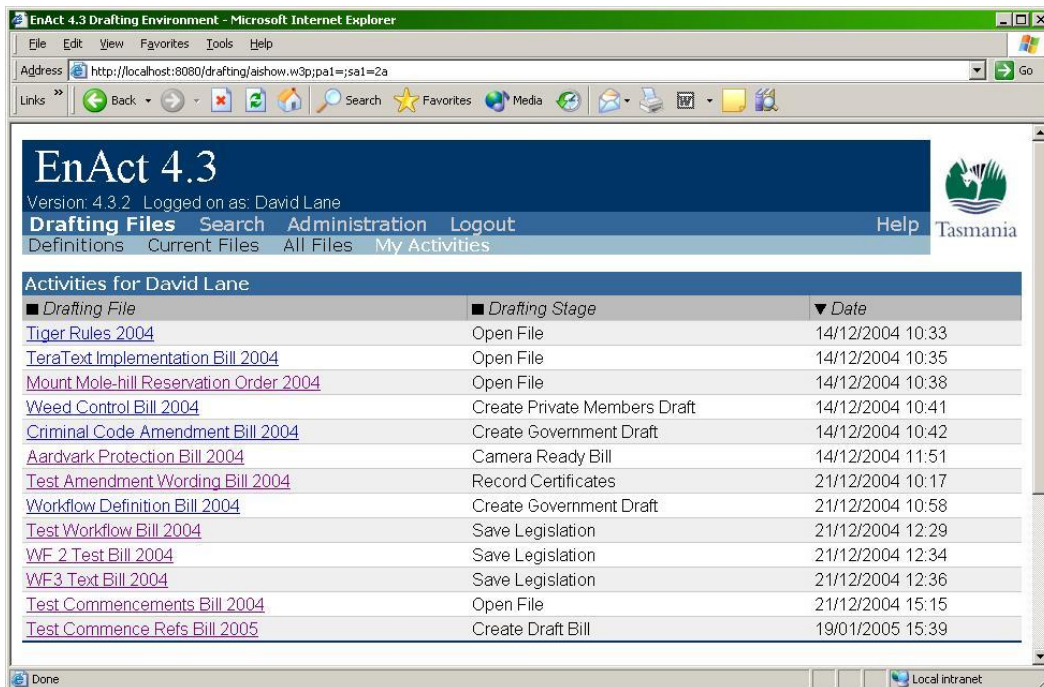 EnAct 4.3 Drafting Environment - Microsoft Internet Explorer
File Edit View Favorites Tools Help
Address http://localhost:8080/drafting/aishow.w3p;pa1=;sa1=2a Go
Links » Back Search Favorites Media
EnAct 4.3
Version: 4.3.2 Logged on as: David Lane
Drafting Files Search Administration Logout Help
Tasmania
Definitions Current Files All Files My Activities
Activities for David Lane
Drafting File Drafting Stage Date
Tiger Rules 2004 Open File 14/12/2004 10:33
TeraText Implementation Bill 2004 Open File 14/12/2004 10:35
Mount Mole-hill Reservation Order 2004 Open File 14/12/2004 10:38
Weed Control Bill 2004 Create Private Members Draft 14/12/2004 10:41
Criminal Code Amendment Bill 2004 Create Government Draft 14/12/2004 10:42
Aardvark Protection Bill 2004 Camera Ready Bill 14/12/2004 11:51
Test Amendment Wording Bill 2004 Record Certificates 21/12/2004 10:17
Workflow Definition Bill 2004 Create Government Draft 21/12/2004 10:58
Test Workflow Bill 2004 Save Legislation 21/12/2004 12:29
WF 2 Test Bill 2004 Save Legislation 21/12/2004 12:34
WF3 Text Bill 2004 Save Legislation 21/12/2004 12:36
Test Commencements Bill 2004 Open File 21/12/2004 15:15
Test Commence Refs Bill 2005 Create Draft Bill 19/01/2005 15:39
Done Local intranet